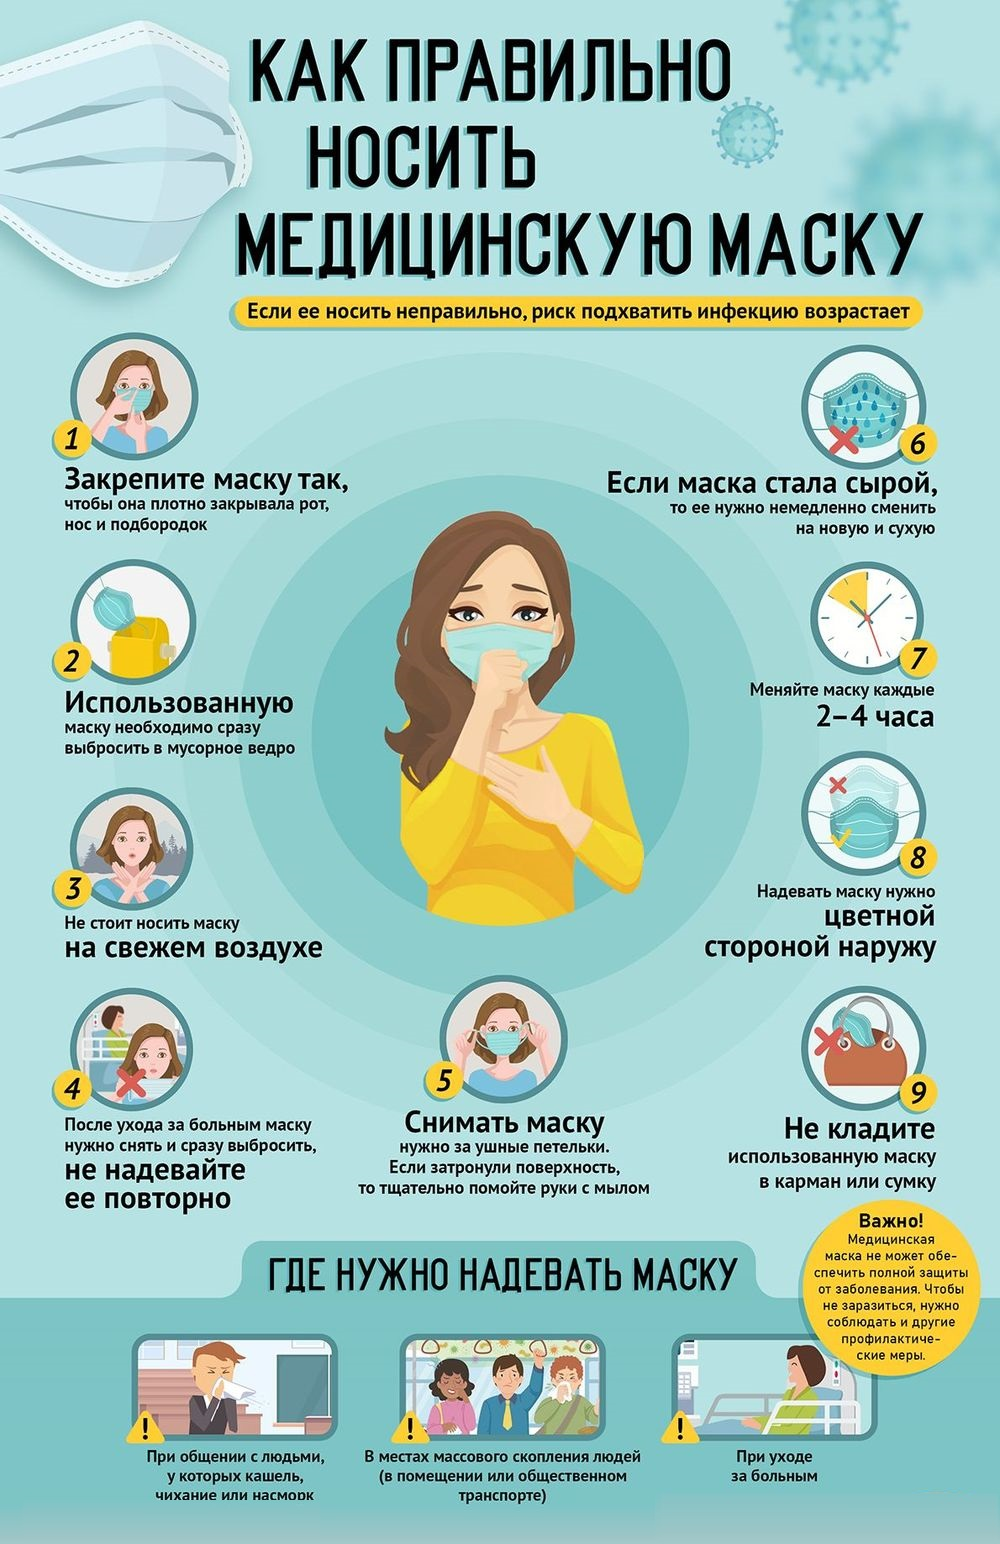 КАК ПРАВИЛЬНО
НОСИТЬ
МЕДИЦИНСКУЮ МАСКУ
Если ее носить неправильно, риск подхватить инфекцию возрастает
1
Закрепите маску так,
чтобы она плотно закрывала рот,
нос и подбородок
2
Использованную
маску необходимо сразу
выбросить в мусорное ведро
3
Не стоит носить маску
на свежем воздухе
4
После ухода за больным маску
нужно снять и сразу выбросить,
не надевайте
ее повторно
5
Снимать маску
нужно за ушные петельки.
Если затронули поверхность,
то тщательно помойте руки с мылом
6
Если маска стала сырой,
то ее нужно немедленно сменить
на новую и сухую
7
Меняйте маску каждые
2–4 часа
8
Надевать маску нужно
цветной
стороной наружу
9
Не кладите
использованную маску
в карман или сумку
Важно!
Медицинская
маска не может обе-
спечить полной защиты
от заболевания. Чтобы
не заразиться, нужно
соблюдать и другие
профилактиче-
ские меры.
ГДЕ НУЖНО НАДЕВАТЬ МАСКУ
!
При общении с людьми,
у которых кашель,
чихание или насморк
!
В местах массового скопления людей
(в помещении или общественном
транспорте)
!
При уходе
за больным